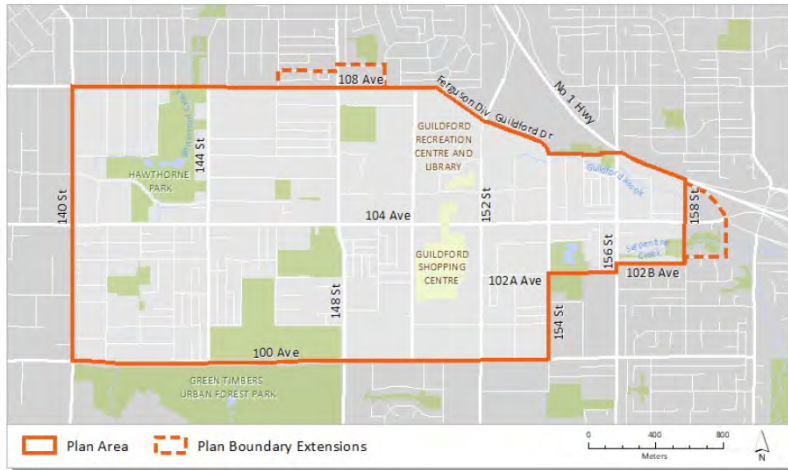 108 Ave
Ferguson Div
Guildford Dr
No 1 Hwy
GUILDFORD
RECREATION
CENTRE AND
LIBRARY
144 St
HAWTHORNE
PARK
Guildford Brook
140 St
152 St
158 St
104 Ave
156 St
Serpentine
Creek
GUILDFORD
SHOPPING
CENTRE
102A Ave
102B Ave
148 St
154 St
100 Ave
GREEN TIMBERS
URBAN FOREST PARK
Plan Area
Plan Boundary Extensions
0 400 800
Meters
N